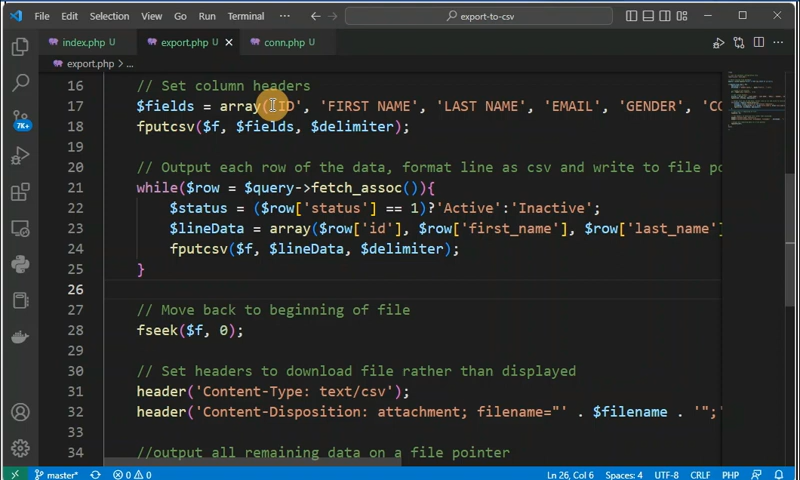 File Edit Selection View Go Run Terminal ··· export-to-csv
index.php U export.php U conn.php U
export.php > ...
16 // Set column headers
17 $fields = array('ID', 'FIRST NAME', 'LAST NAME', 'EMAIL', 'GENDER', 'CO
18 fputcsv($f, $fields, $delimiter);
19
20 // Output each row of the data, format line as csv and write to file po
21 while($row = $query->fetch_assoc()){
22 $status = ($row['status'] == 1)?'Active':'Inactive';
23 $lineData = array($row['id'], $row['first_name'], $row['last_name'
24 fputcsv($f, $lineData, $delimiter);
25 }
26
27 // Move back to beginning of file
28 fseek($f, 0);
29
30 // Set headers to download file rather than displayed
31 header('Content-Type: text/csv');
32 header('Content-Disposition: attachment; filename="' . $filename . '";'
33
34 //output all remaining data on a file pointer
7K+
master* 0 0 Ln 26, Col 6 Spaces: 4 UTF-8 CRLF PHP